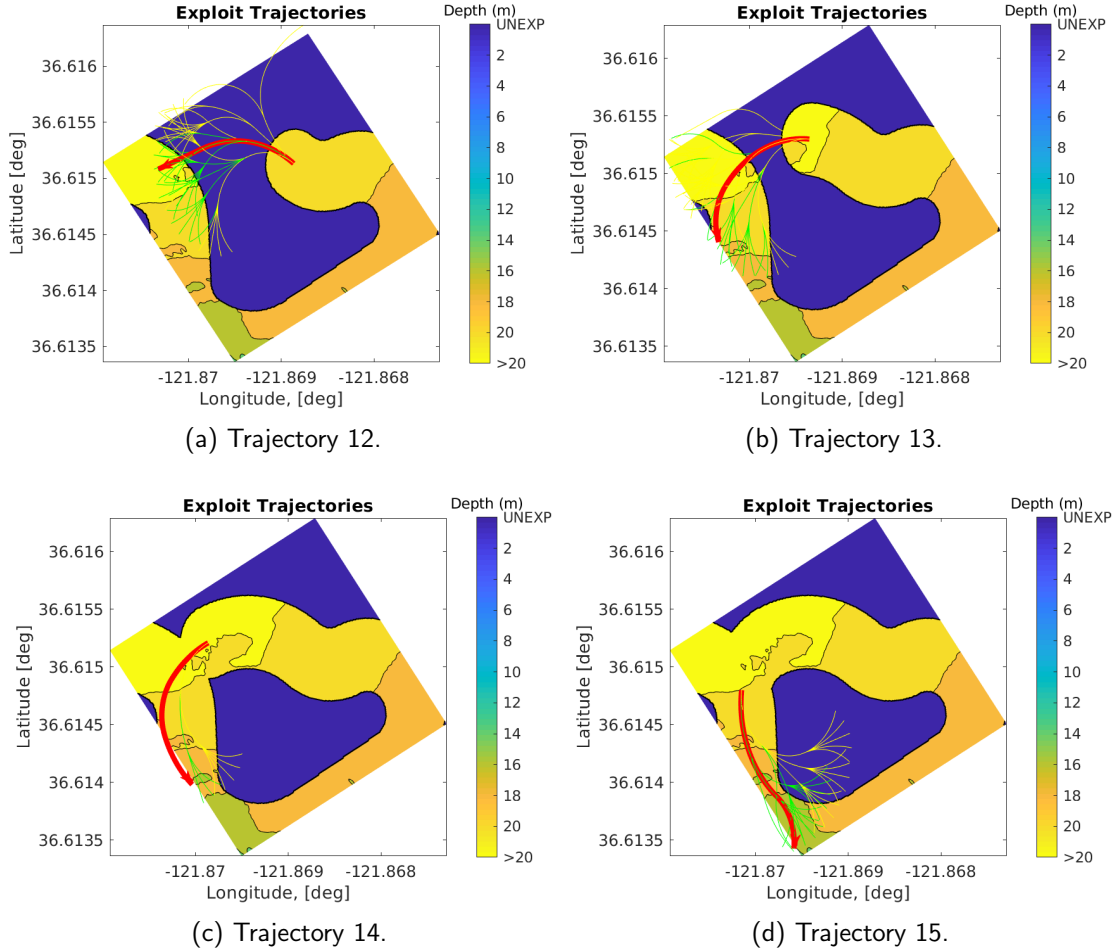 Exploit Trajectories
Depth (m)
UNEXP
2
4
6
8
10
12
14
16
18
20
>20
36.616
36.6155
36.615
36.6145
36.614
36.6135
Latitude [deg]
-121.87 -121.869 -121.868
Longitude, [deg]
(a) Trajectory 12.
Exploit Trajectories
Depth (m)
UNEXP
2
4
6
8
10
12
14
16
18
20
>20
36.616
36.6155
36.615
36.6145
36.614
36.6135
Latitude [deg]
-121.87 -121.869 -121.868
Longitude, [deg]
(b) Trajectory 13.
Exploit Trajectories
Depth (m)
UNEXP
2
4
6
8
10
12
14
16
18
20
>20
36.616
36.6155
36.615
36.6145
36.614
36.6135
Latitude [deg]
-121.87 -121.869 -121.868
Longitude, [deg]
(c) Trajectory 14.
Exploit Trajectories
Depth (m)
UNEXP
2
4
6
8
10
12
14
16
18
20
>20
36.616
36.6155
36.615
36.6145
36.614
36.6135
Latitude [deg]
-121.87 -121.869 -121.868
Longitude, [deg]
(d) Trajectory 15.